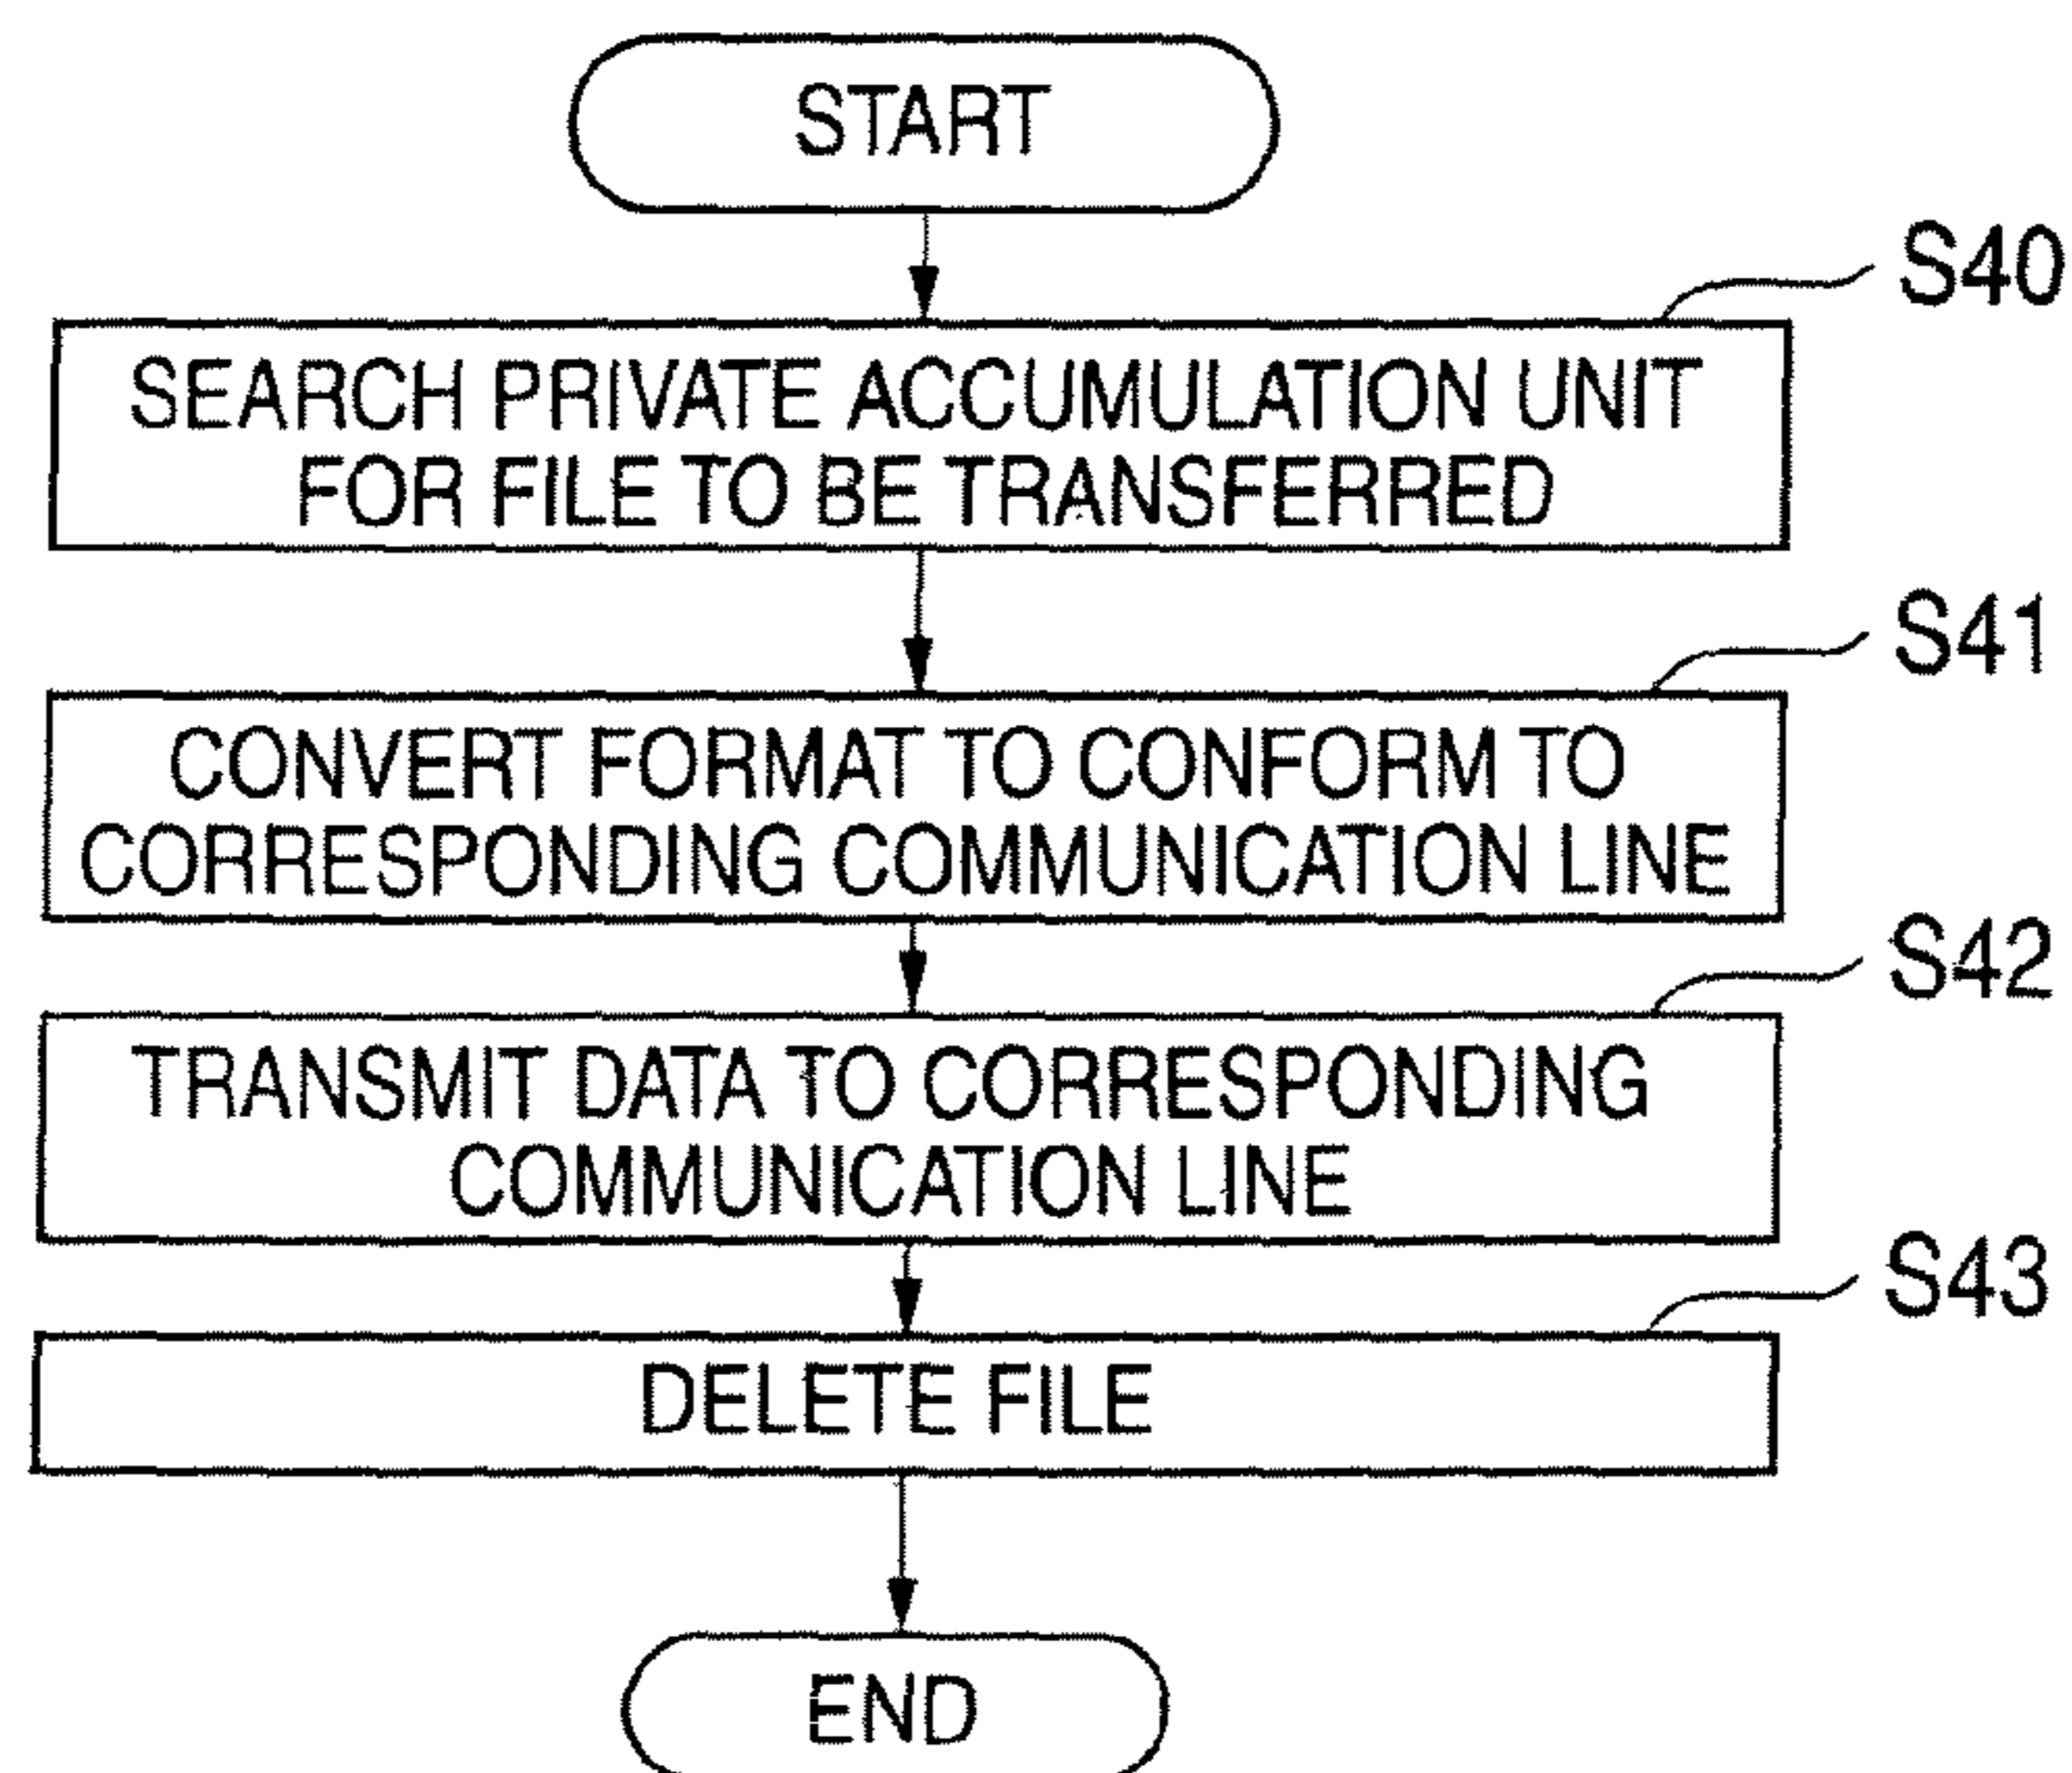 START
S40
SEARCH PRIVATE ACCUMULATION UNIT
FOR FILE TO BE TRANSFERRED
S41
CONVERT FORMAT TO CONFORM TO
CORRESPONDING COMMUNICATION LINE
S42
TRANSMIT DATA TO CORRESPONDING
COMMUNICATION LINE
S43
DELETE FILE
END